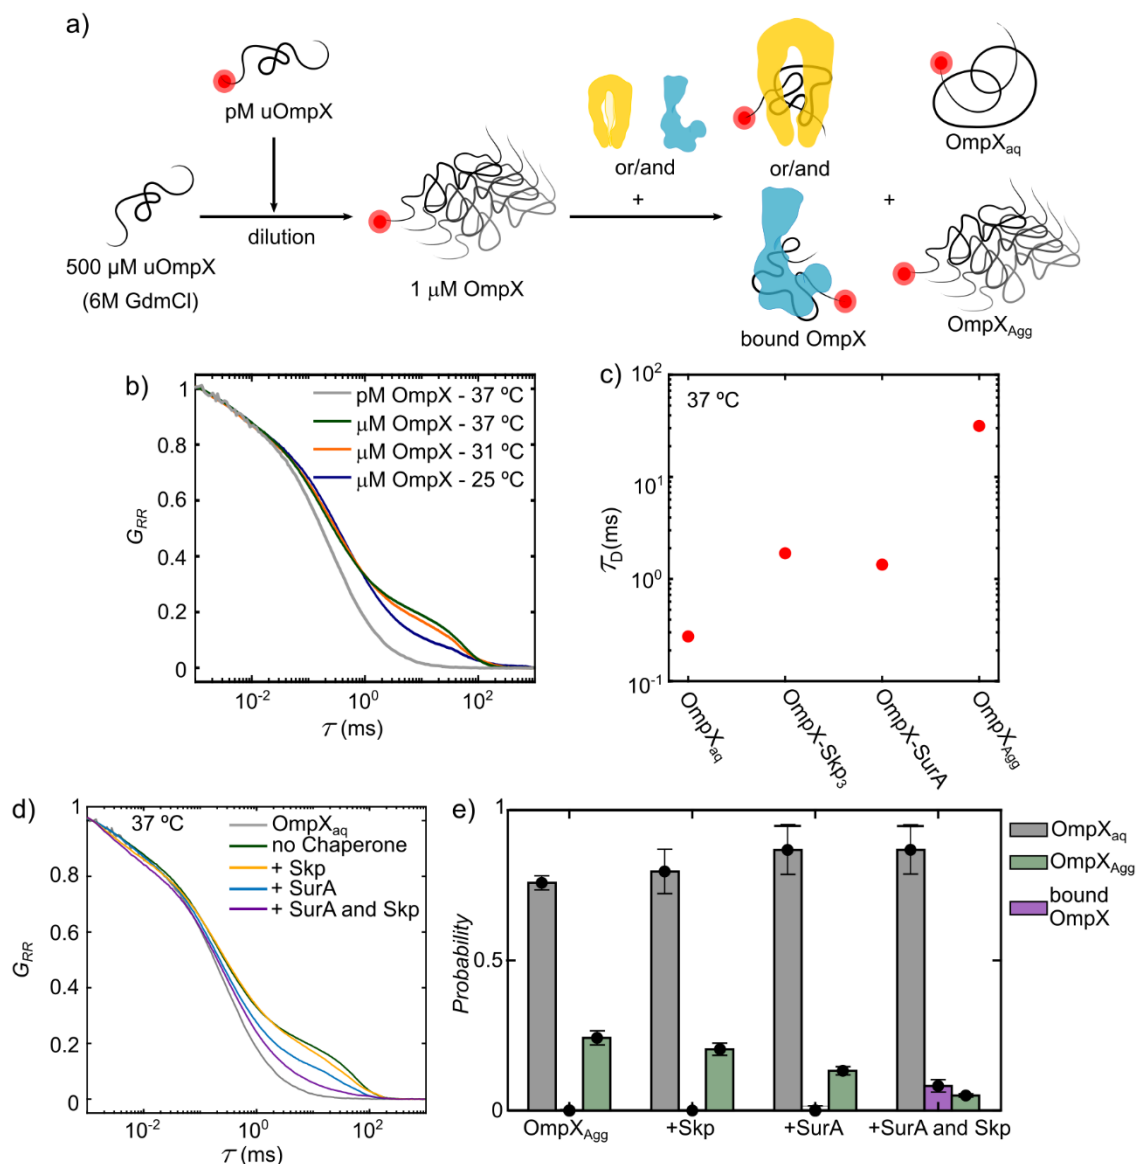 a)
pM uOmpX
dilution
500 μM uOmpX
(6M GdmCl)
1 μM OmpX
or/and
+
or/and
bound OmpX
+
OmpXaq
OmpXAgg
b)
1
0.8
0.6
0.4
0.2
0
GRR
10-2
100
102
τ (ms)
pM OmpX - 37 ºC
μM OmpX - 37 ºC
μM OmpX - 31 ºC
μM OmpX - 25 ºC
c)
37 ºC
102
101
100
10-1
τD(ms)
OmpXaq
OmpX-Skp3
OmpX-SurA
OmpXAgg
d)
37 ºC
1
0.8
0.6
0.4
0.2
0
GRR
10-2
100
102
τ (ms)
OmpXaq
no Chaperone
+ Skp
+ SurA
+ SurA and Skp
e)
1
0.5
0
Probability
OmpXAgg
+Skp
+SurA
+SurA and Skp
OmpXaq
OmpXAgg
bound
OmpX